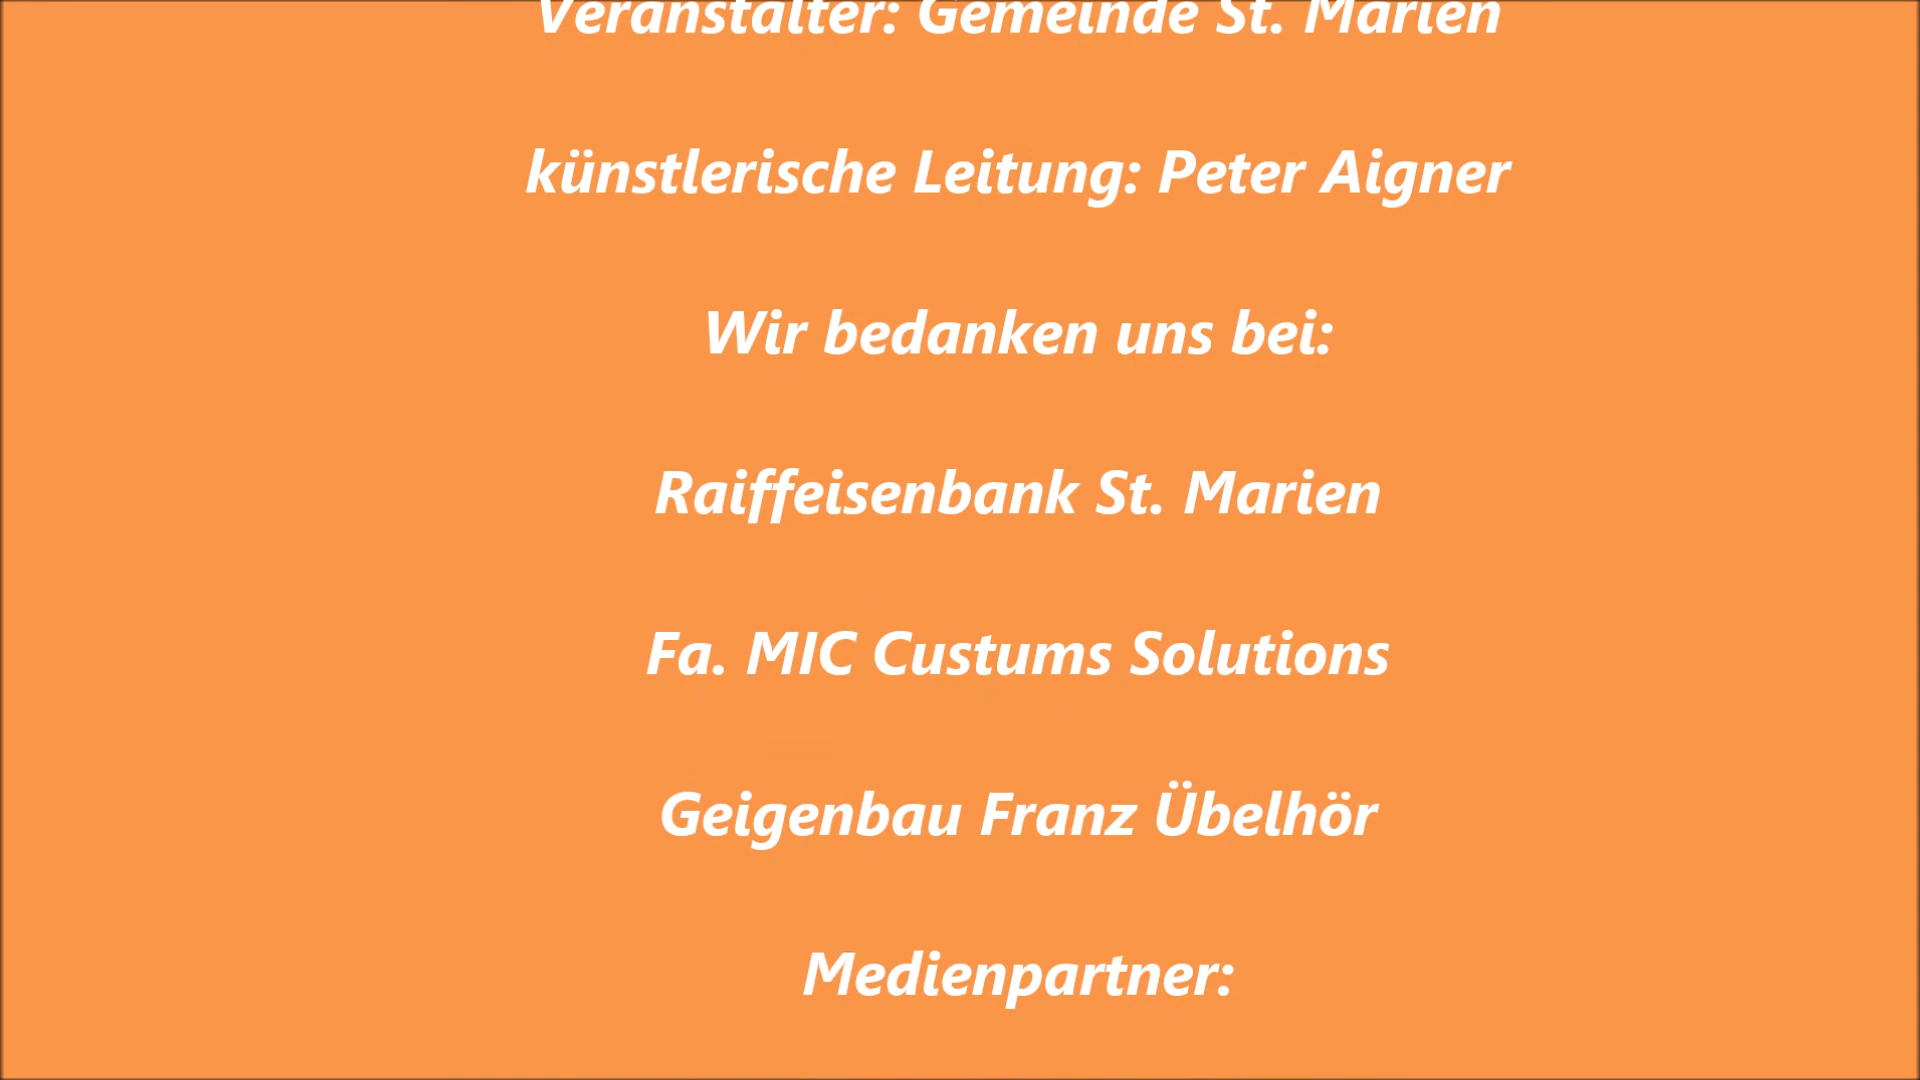 Veranstalter: Gemeinde St. Marien
künstlerische Leitung: Peter Aigner
Wir bedanken uns bei:
Raiffeisenbank St. Marien
Fa. MIC Custums Solutions
Geigenbau Franz Übelhör
Medienpartner: